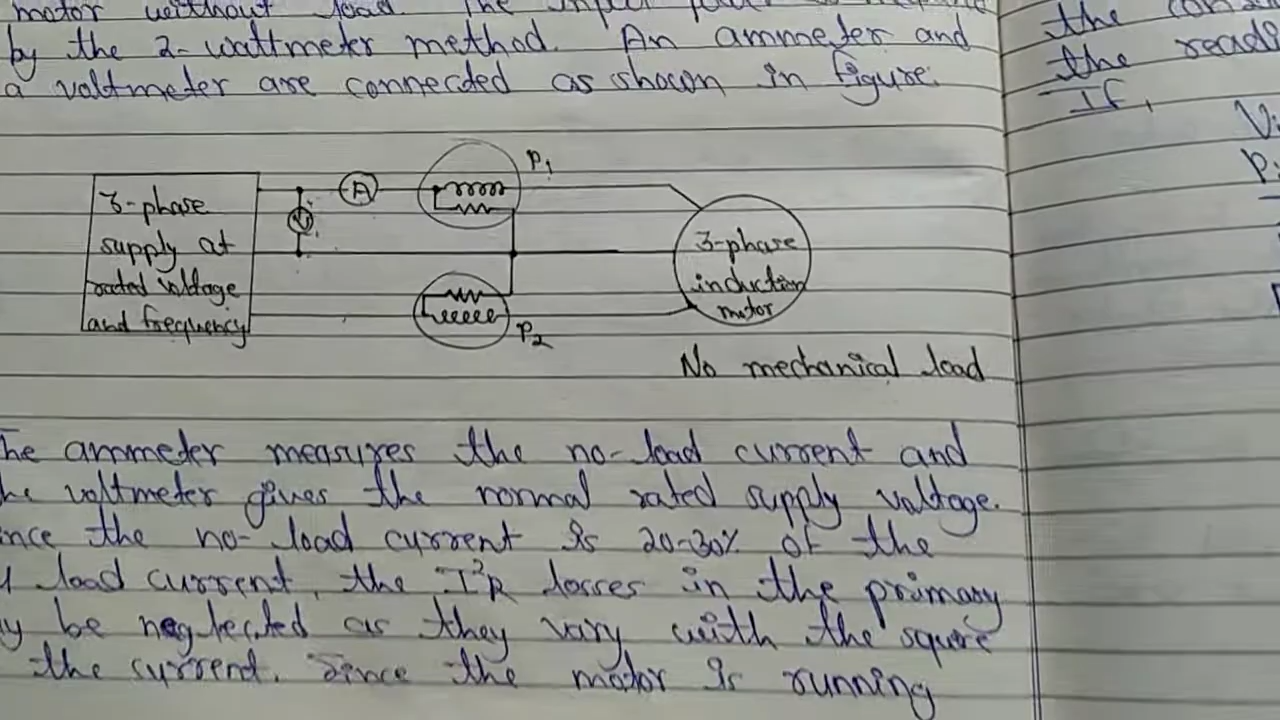 motor without load. The input
by the 2-wattmeter method. An ammeter and
a voltmeter are connected as shown in figure.
3-phase
supply at
rated voltage
and frequency
V
A
P1
P2
3-phase
induction
motor
No mechanical load
The ammeter measures the no-load current and
voltmeter gives the normal rated supply voltage.
the no-load current is 20-30% of the
load current, the I²R losses in the primary
be neglected as they vary with the square
the current. Since the motor is running
the
the
If,